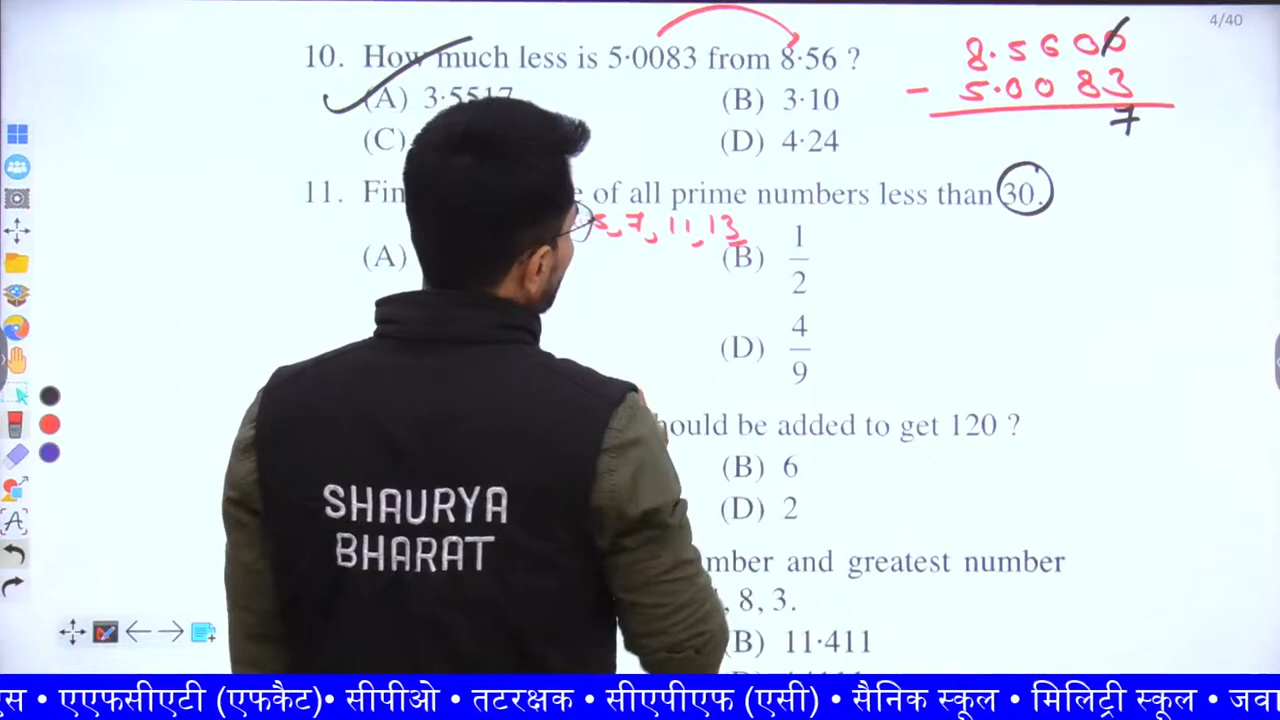 4/40
10. How much less is 5·0083 from 8·56 ?
(A) 3·5517
(B) 3·10
(C)
(D) 4·24
8.5600
- 5.0083
7
11. Fin of all prime numbers less than 30.
5, 7, 11, 13
(A)
(B) 1/2
(D) 4/9
ould be added to get 120 ?
(B) 6
(D) 2
mber and greatest number
, 8, 3.
(B) 11·411
SHAURYA
BHARAT
• एएफसीएटी (एफकैट)• सीपीओ • तटरक्षक • सीएपीएफ (एसी) • सैनिक स्कूल • मिलिट्री स्कूल • जवा